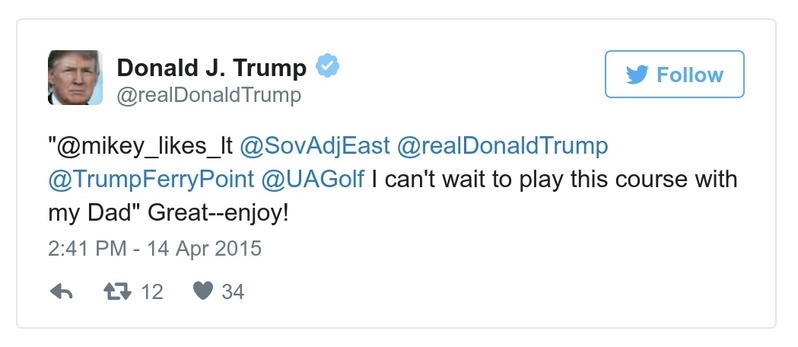 Donald J. Trump
@realDonaldTrump
Follow
"@mikey_likes_It @SovAdjEast @realDonaldTrump
@TrumpFerryPoint @UAGolf I can't wait to play this course with
my Dad" Great--enjoy!
2:41 PM - 14 Apr 2015
12 34